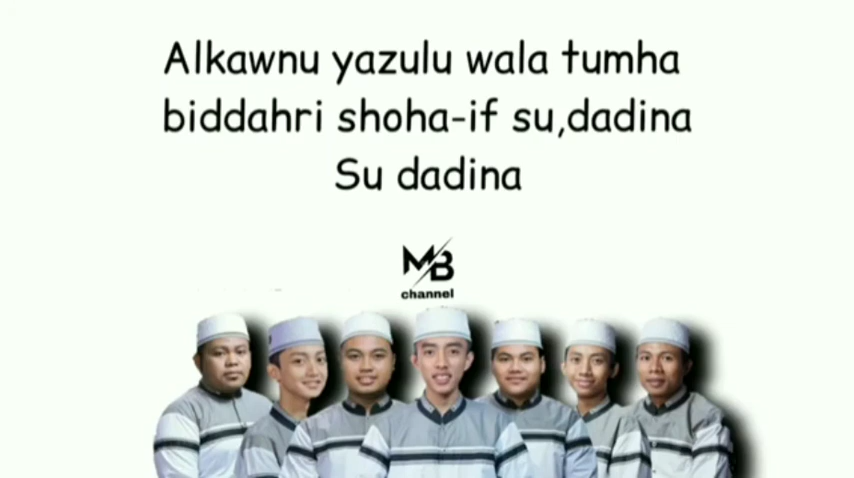 Alkawnu yazulu wala tumha
biddahri shoha-if su,dadina
Su dadina
MB
channel